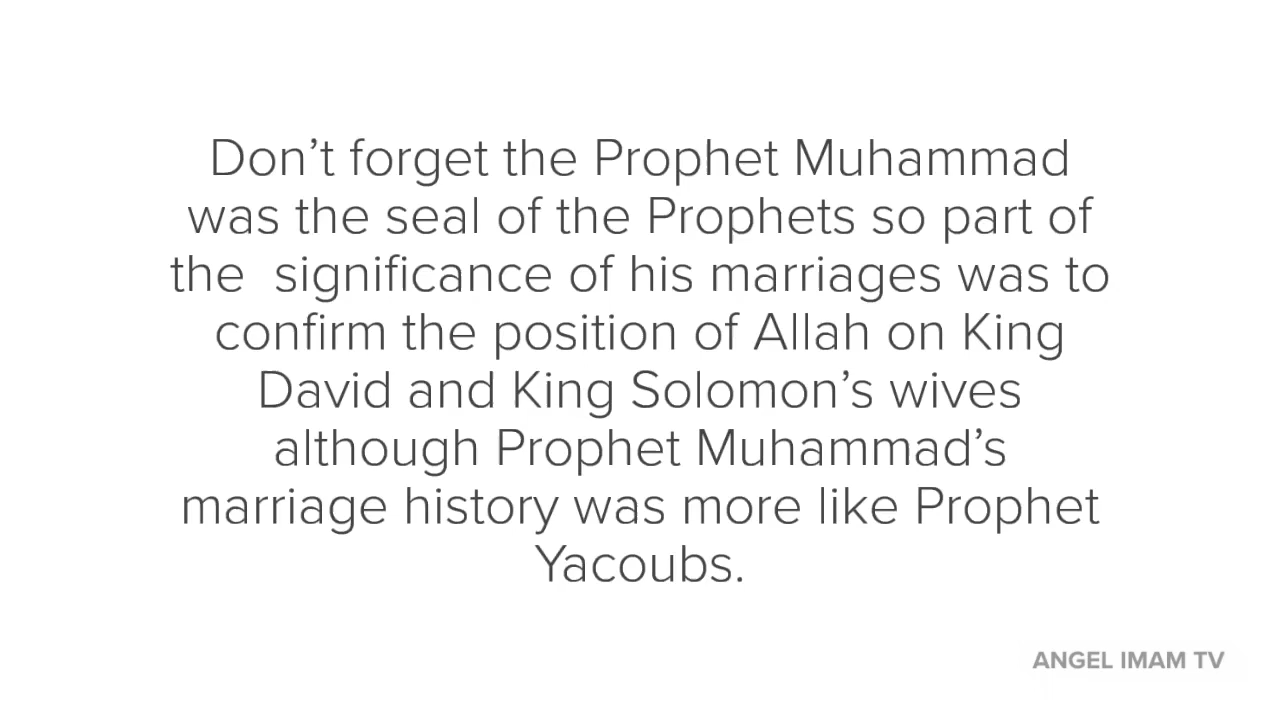 Don’t forget the Prophet Muhammad
was the seal of the Prophets so part of
the  significance of his marriages was to
confirm the position of Allah on King
David and King Solomon’s wives
although Prophet Muhammad’s
marriage history was more like Prophet
Yacoubs.
ANGEL IMAM TV